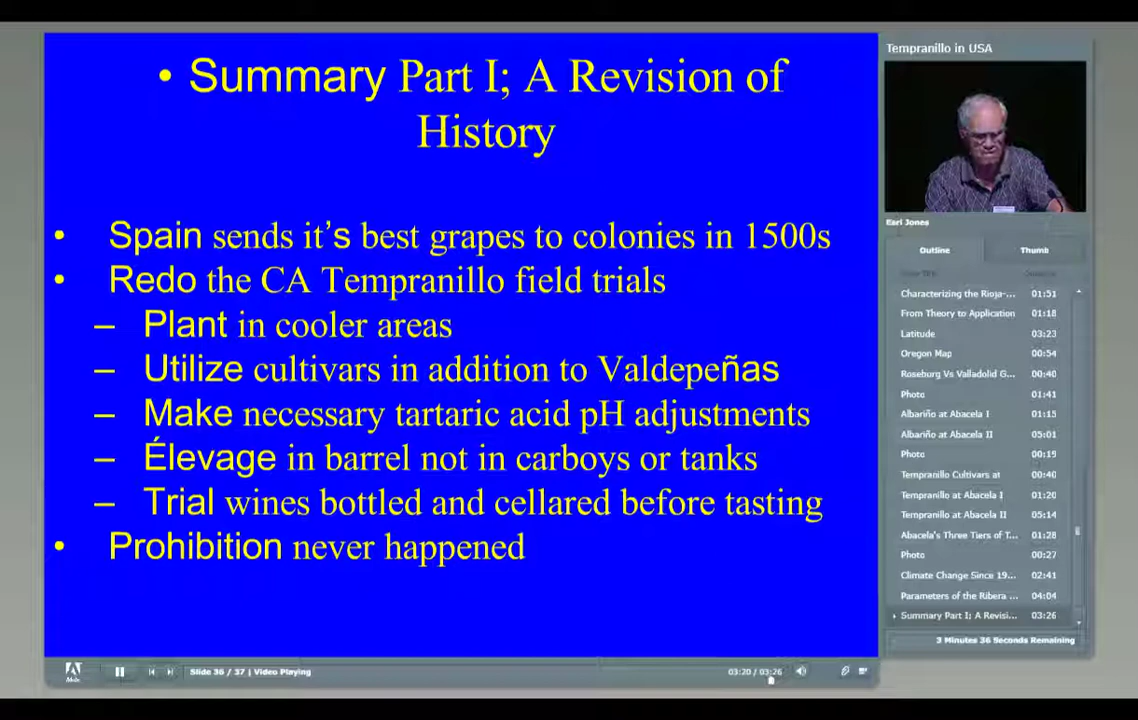 • Summary Part I; A Revision of
History
• Spain sends it's best grapes to colonies in 1500s
• Redo the CA Tempranillo field trials
– Plant in cooler areas
– Utilize cultivars in addition to Valdepeñas
– Make necessary tartaric acid pH adjustments
– Élevage in barrel not in carboys or tanks
– Trial wines bottled and cellared before tasting
• Prohibition never happened
Tempranillo in USA
Earl Jones
Outline Thumb
Characterizing the Rioja-... 01:51
From Theory to Application 01:18
Latitude 03:23
Oregon Map 00:54
Roseburg Vs Valladolid G... 00:40
Photo 01:41
Albariño at Abacela I 01:15
Albariño at Abacela II 05:01
Photo 00:15
Tempranillo Cultivars at 00:40
Tempranillo at Abacela I 01:20
Tempranillo at Abacela II 05:14
Abacela's Three Tiers of T... 01:28
Photo 00:27
Climate Change Since 19... 02:41
Parameters of the Ribera ... 04:04
Summary Part I; A Revisi... 03:26
3 Minutes 36 Seconds Remaining
Slide 36 / 37 | Video Playing
03:20 / 03:26